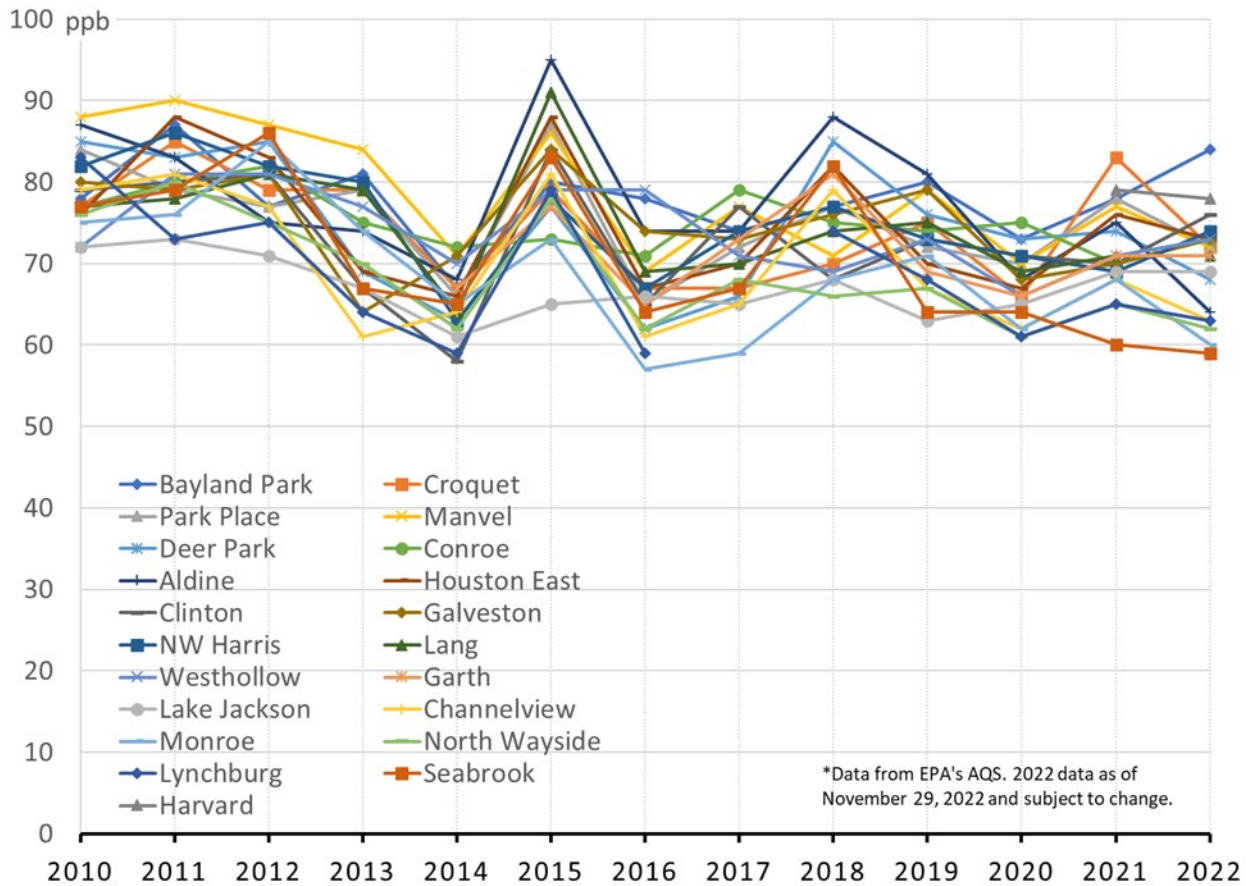 100 ppb
90
80
70
60
50
40
30
20
10
0
Bayland Park Croquet
Park Place Manvel
Deer Park Conroe
Aldine Houston East
Clinton Galveston
NW Harris Lang
Westhollow Garth
Lake Jackson Channelview
Monroe North Wayside
Lynchburg Seabrook
Harvard
*Data from EPA's AQS. 2022 data as of
November 29, 2022 and subject to change.
2010 2011 2012 2013 2014 2015 2016 2017 2018 2019 2020 2021 2022